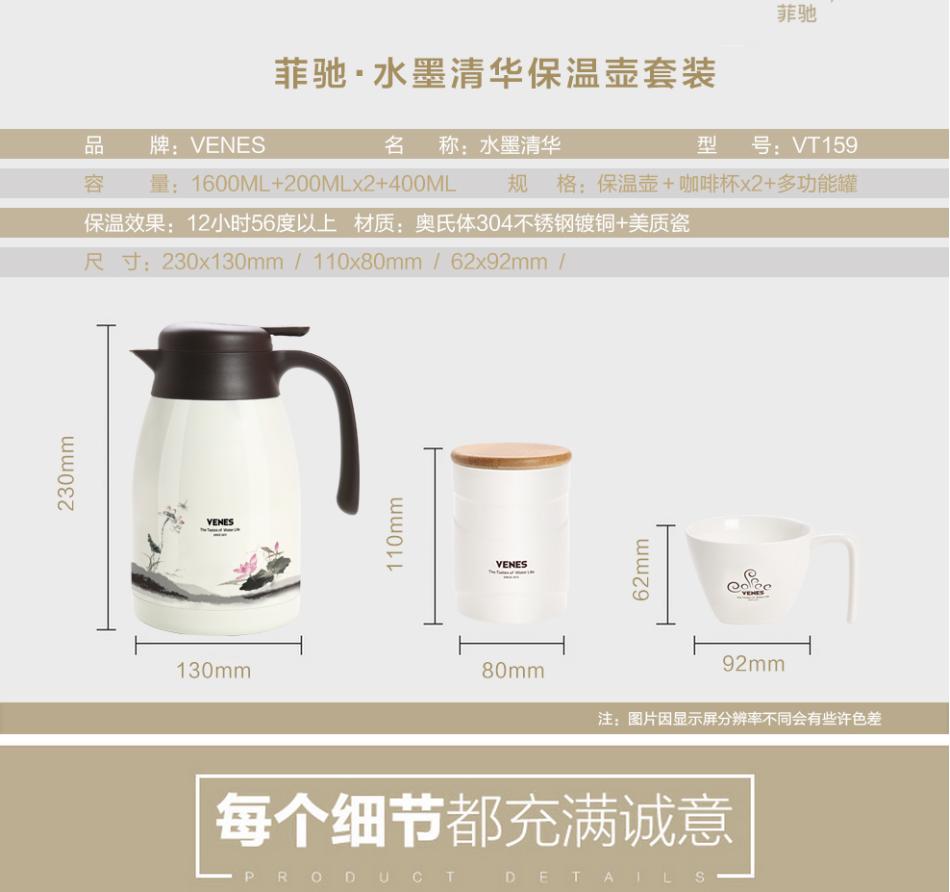 菲驰
菲驰·水墨清华保温壶套装
品 牌：VENES 名 称：水墨清华 型 号：VT159
容 量：1600ML+200MLx2+400ML 规 格：保温壶+咖啡杯x2+多功能罐
保温效果：12小时56度以上 材质：奥氏体304不锈钢镀铜+美质瓷
尺 寸：230x130mm / 110x80mm / 62x92mm /
230mm
VENES
The Tastes of Water Life
130mm
110mm
VENES
The Tastes of Water Life
80mm
62mm
Coffee
VENES
The Tastes of Water Life
92mm
注：图片因显示屏分辨率不同会有些许色差
每个细节都充满诚意
PRODUCT DETAILS